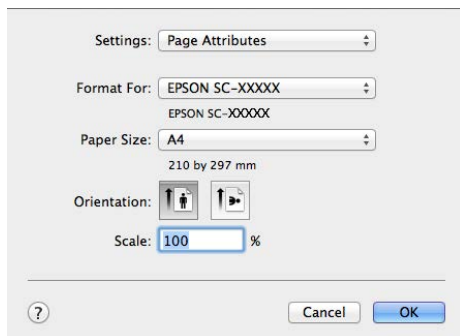 Settings: Page Attributes
Format For: EPSON SC-XXXXX
EPSON SC-XXXXX
Paper Size: A4
210 by 297 mm
Orientation:
Scale: 100 %
? Cancel OK